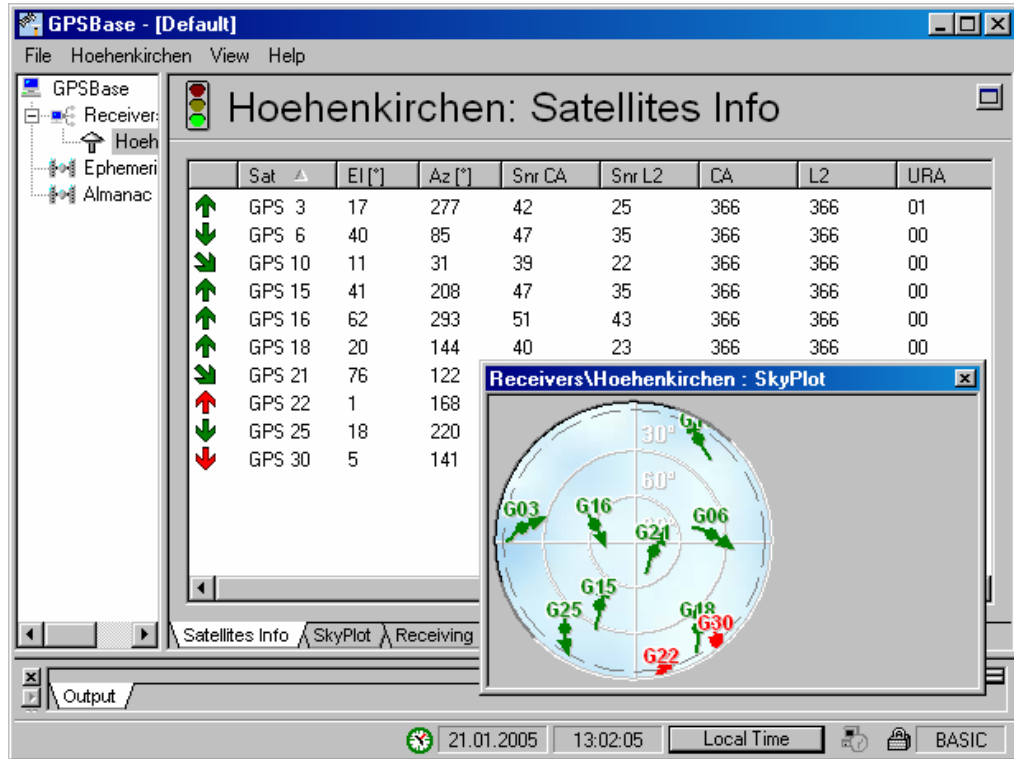 GPSBase - [Default]
File Hoehenkirchen View Help
GPSBase
Receiver
Hoeh
Ephemeri
Almanac
Hoehenkirchen: Satellites Info
Sat El [°] Az [°] Snr CA Snr L2 CA L2 URA
GPS 3 17 277 42 25 366 366 01
GPS 6 40 85 47 35 366 366 00
GPS 10 11 31 39 22 366 366 00
GPS 15 41 208 47 35 366 366 00
GPS 16 62 293 51 43 366 366 00
GPS 18 20 144 40 23 366 366 00
GPS 21 76 122
GPS 22 1 168
GPS 25 18 220
GPS 30 5 141
Receivers\Hoehenkirchen : SkyPlot
30°
60°
G03
G16
G06
G21
G15
G25
G18
G30
G22
Satellites Info SkyPlot Receiving
Output
21.01.2005 13:02:05 Local Time BASIC